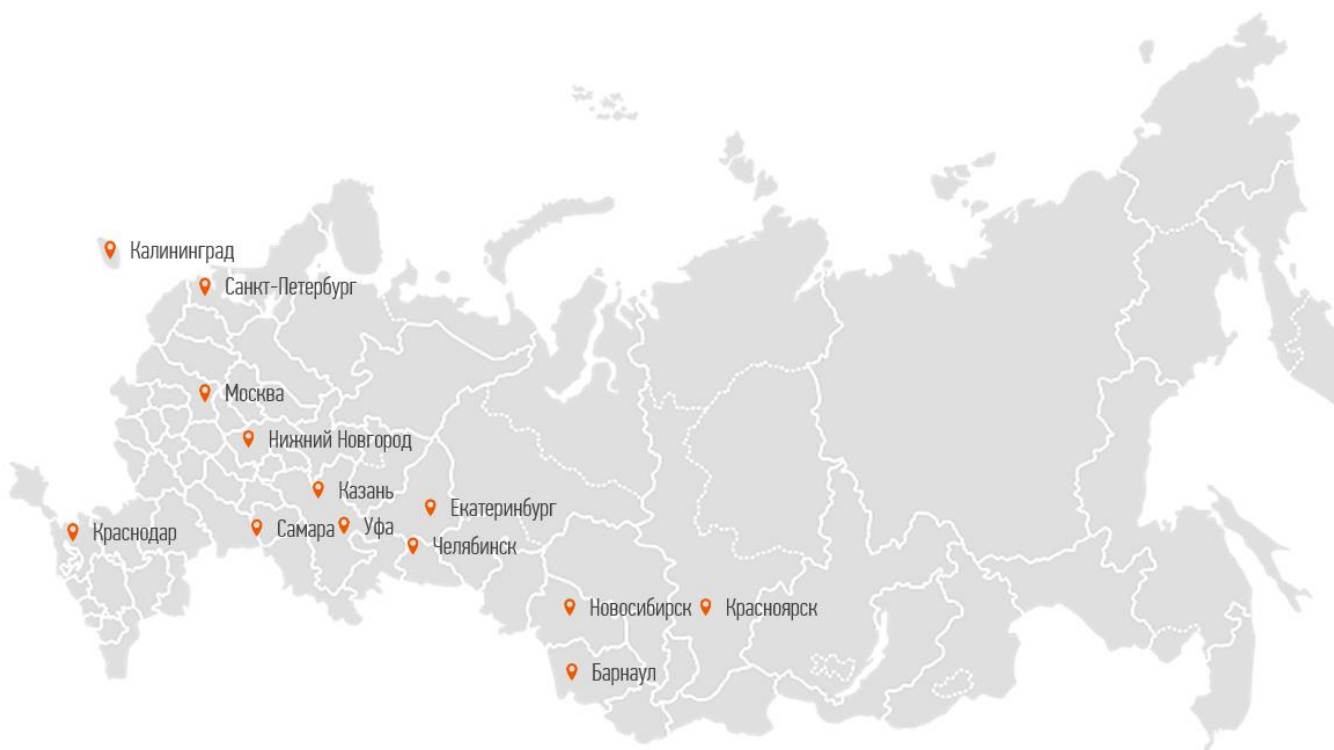 Калининград
Санкт-Петербург
Москва
Нижний Новгород
Казань
Екатеринбург
Краснодар
Самара
Уфа
Челябинск
Новосибирск
Красноярск
Барнаул